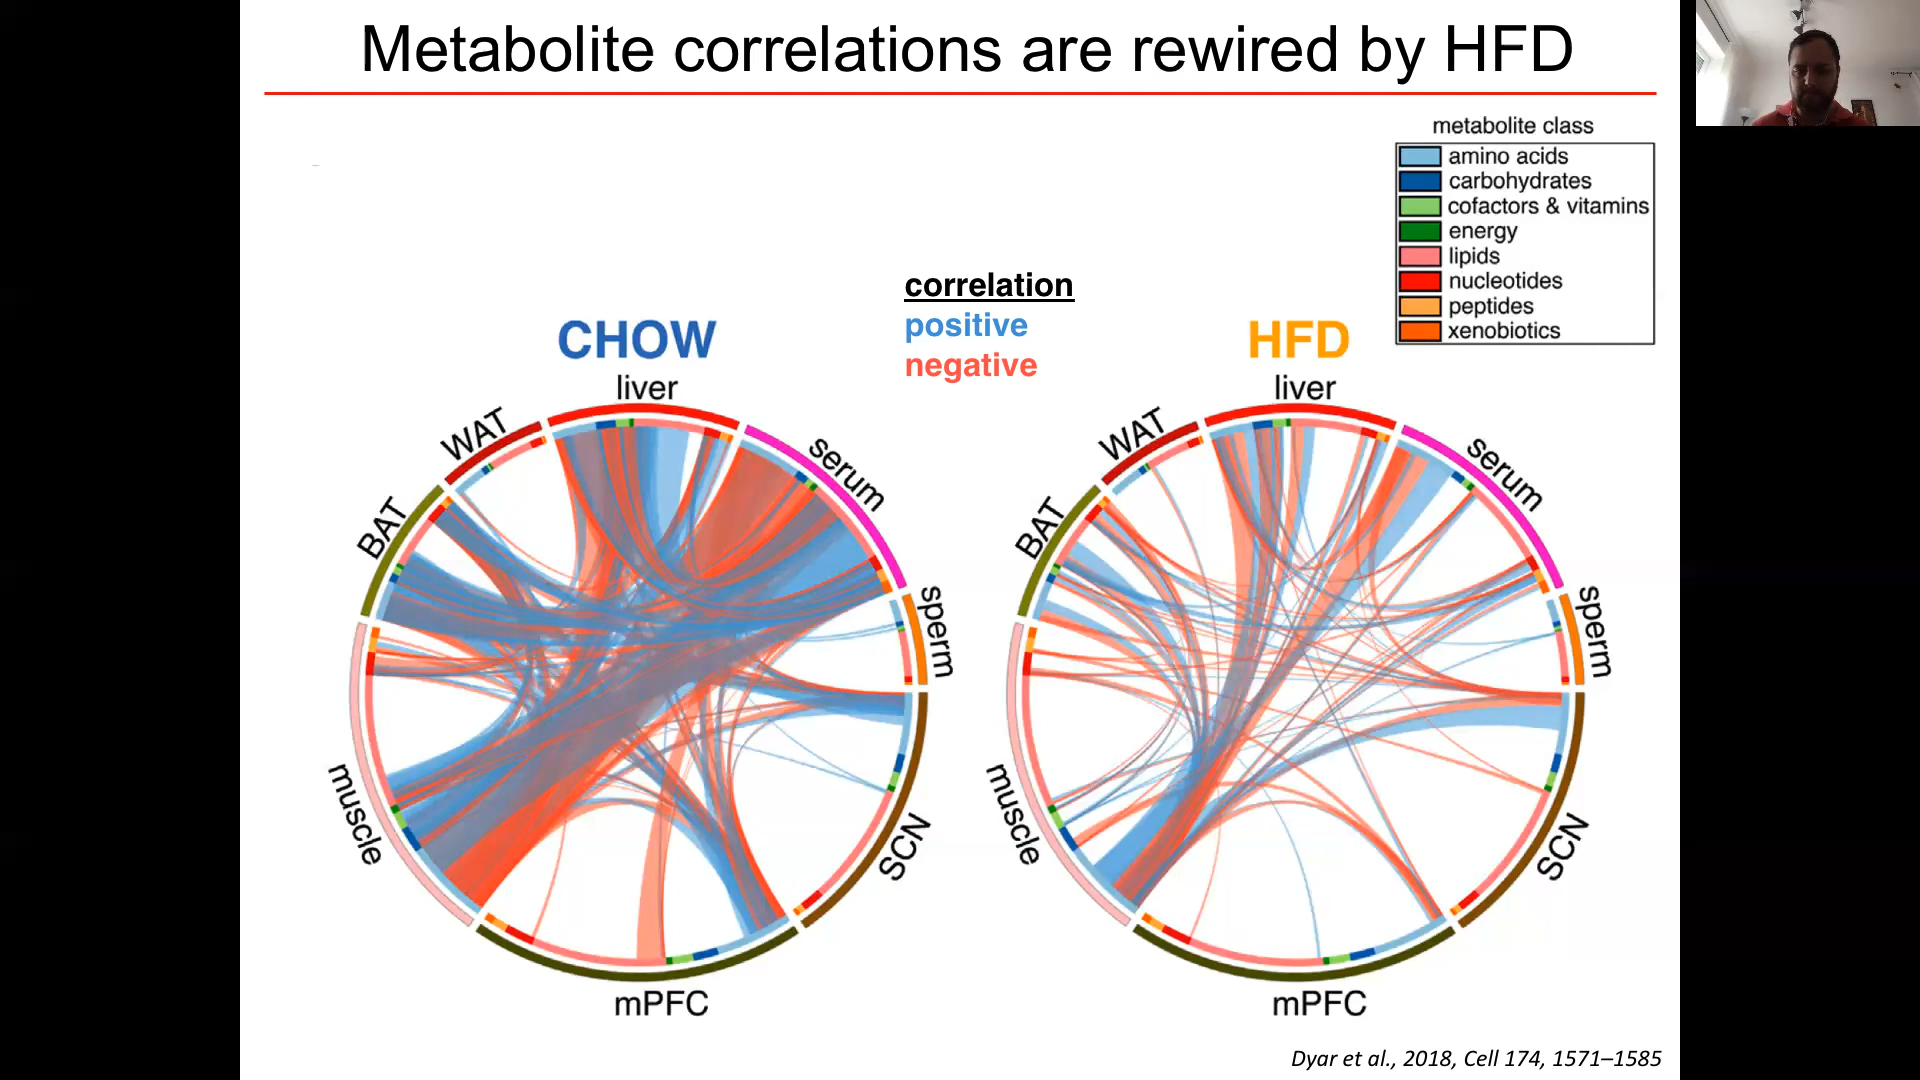 Metabolite correlations are rewired by HFD
metabolite class
amino acids
carbohydrates
cofactors & vitamins
energy
lipids
nucleotides
peptides
xenobiotics
correlation
positive
negative
CHOW
liver
WAT
serum
BAT
sperm
muscle
SCN
mPFC
HFD
liver
WAT
serum
BAT
sperm
muscle
SCN
mPFC
Dyar et al., 2018, Cell 174, 1571–1585